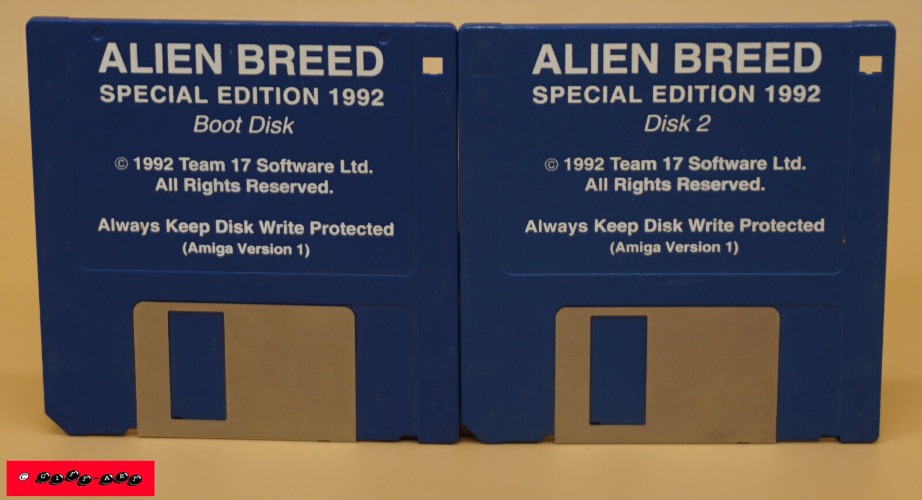 ALIEN BREED
SPECIAL EDITION 1992
Boot Disk
© 1992 Team 17 Software Ltd.
All Rights Reserved.
Always Keep Disk Write Protected
(Amiga Version 1)
ALIEN BREED
SPECIAL EDITION 1992
Disk 2
© 1992 Team 17 Software Ltd.
All Rights Reserved.
Always Keep Disk Write Protected
(Amiga Version 1)
©